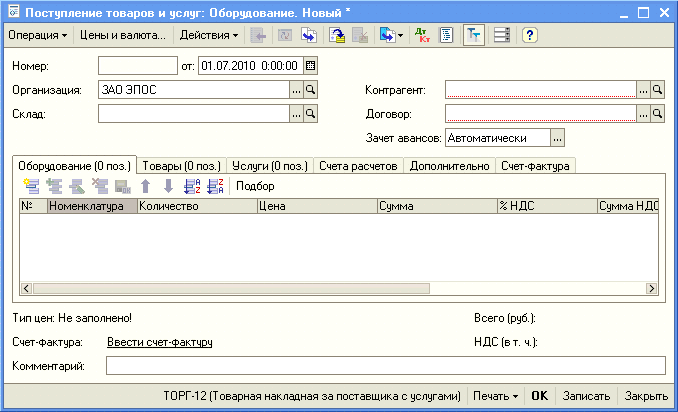 Поступление товаров и услуг: Оборудование. Новый *
Операция Цены и валюта... Действия Дт Кт ?
Номер: от: 01.07.2010 0:00:00
Организация: ЗАО ЭПОС ... Контрагент: ...
Склад: ... Договор: ...
Зачет авансов: Автоматически ...
Оборудование (0 поз.) Товары (0 поз.) Услуги (0 поз.) Счета расчетов Дополнительно Счет-фактура
Подбор
№ Номенклатура Количество Цена Сумма % НДС Сумма НДС
Тип цен: Не заполнено! Всего (руб.):
Счет-фактура: Ввести счет-фактуру НДС (в т. ч.):
Комментарий:
ТОРГ-12 (Товарная накладная за поставщика с услугами) Печать OK Записать Закрыть